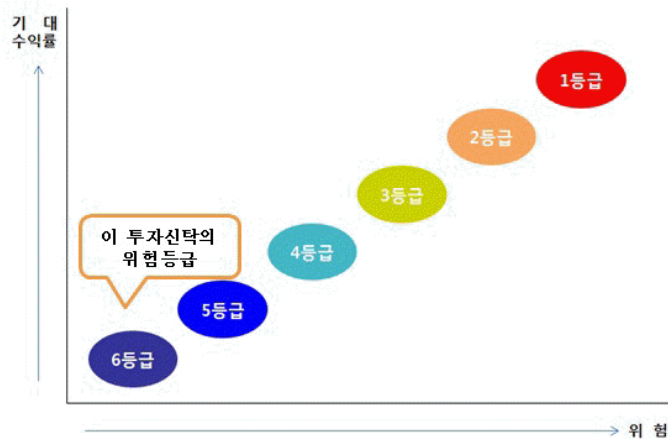 기 대
수익률
1등급
2등급
3등급
이 투자신탁의
위험등급
4등급
5등급
6등급
위 험